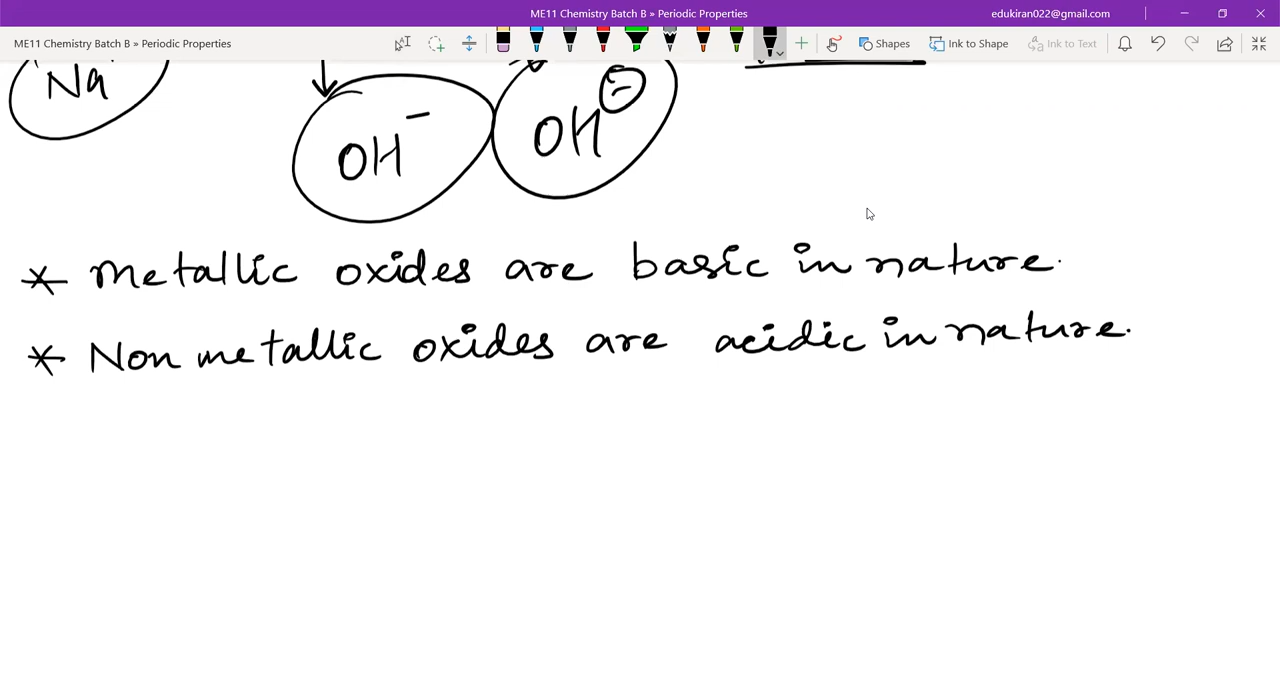 ME11 Chemistry Batch B » Periodic Properties
edukiran022@gmail.com
ME11 Chemistry Batch B » Periodic Properties
Shapes
Ink to Shape
Ink to Text
Na
OH⁻
OH⊖
* Metallic oxides are basic in nature.
* Non metallic oxides are acidic in nature.